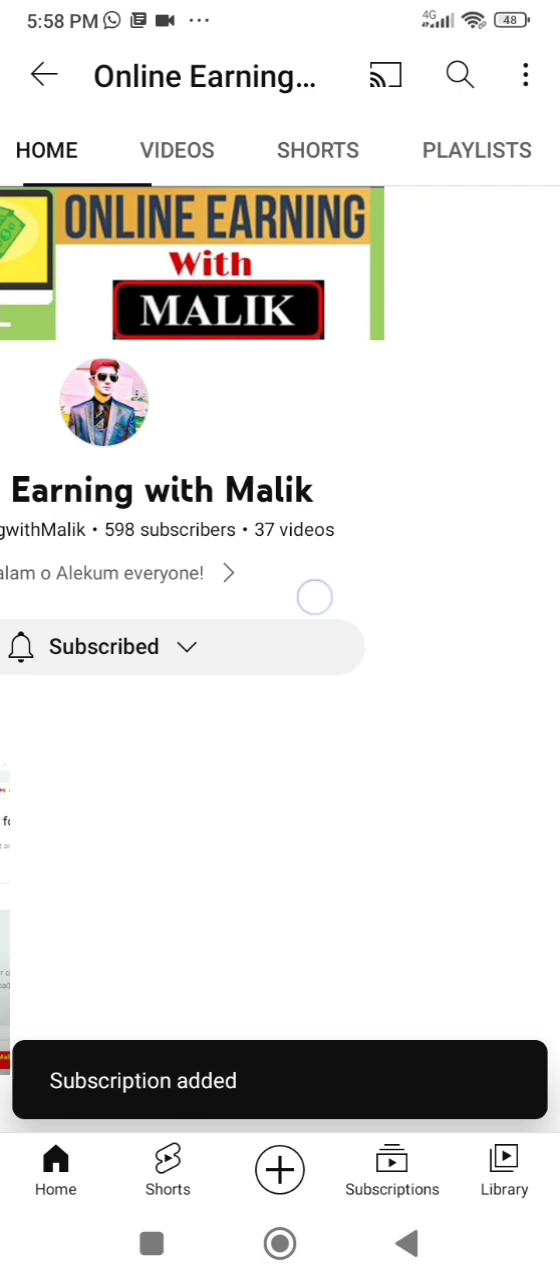 5:58 PM
4G
48
Online Earning...
HOME
VIDEOS
SHORTS
PLAYLISTS
ONLINE EARNING
With
MALIK
Earning with Malik
gwithMalik • 598 subscribers • 37 videos
alam o Alekum everyone!
Subscribed
Subscription added
Home
Shorts
Subscriptions
Library